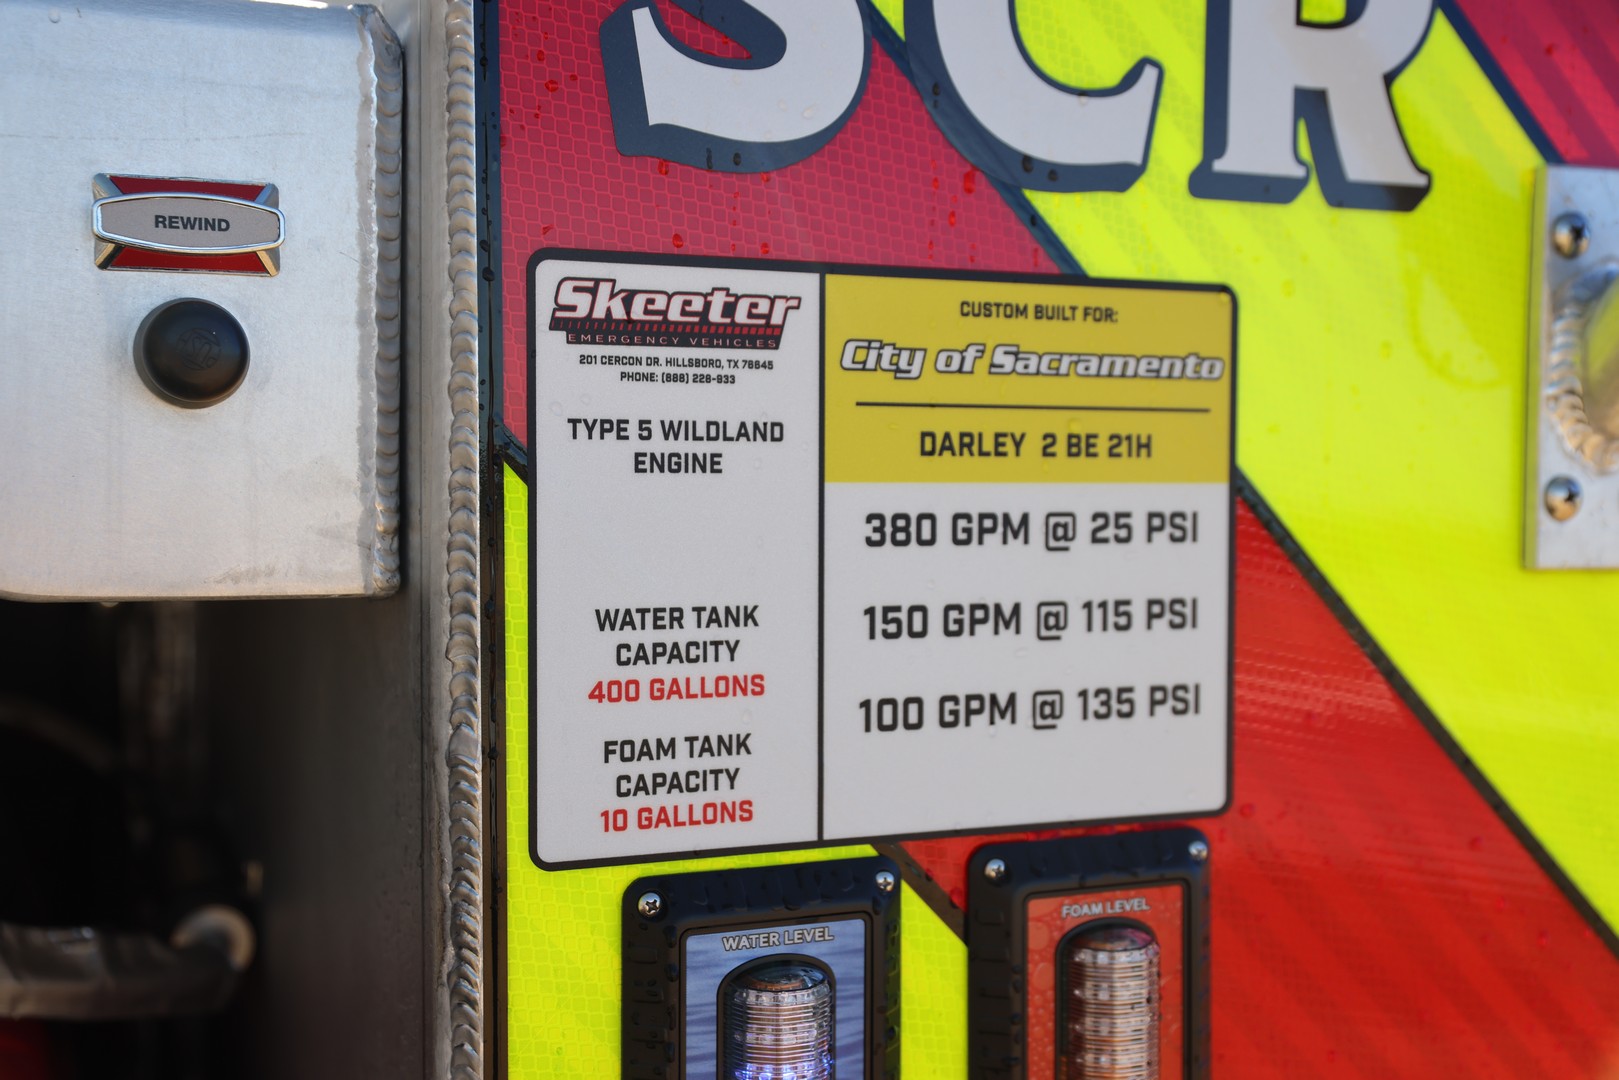 SCR
REWIND
Skeeter
EMERGENCY VEHICLES
201 CERCON DR. HILLSBORO, TX 76645
PHONE: (888) 228-933
TYPE 5 WILDLAND
ENGINE
WATER TANK
CAPACITY
400 GALLONS
FOAM TANK
CAPACITY
10 GALLONS
CUSTOM BUILT FOR:
City of Sacramento
DARLEY 2 BE 21H
380 GPM @ 25 PSI
150 GPM @ 115 PSI
100 GPM @ 135 PSI
WATER LEVEL
FOAM LEVEL